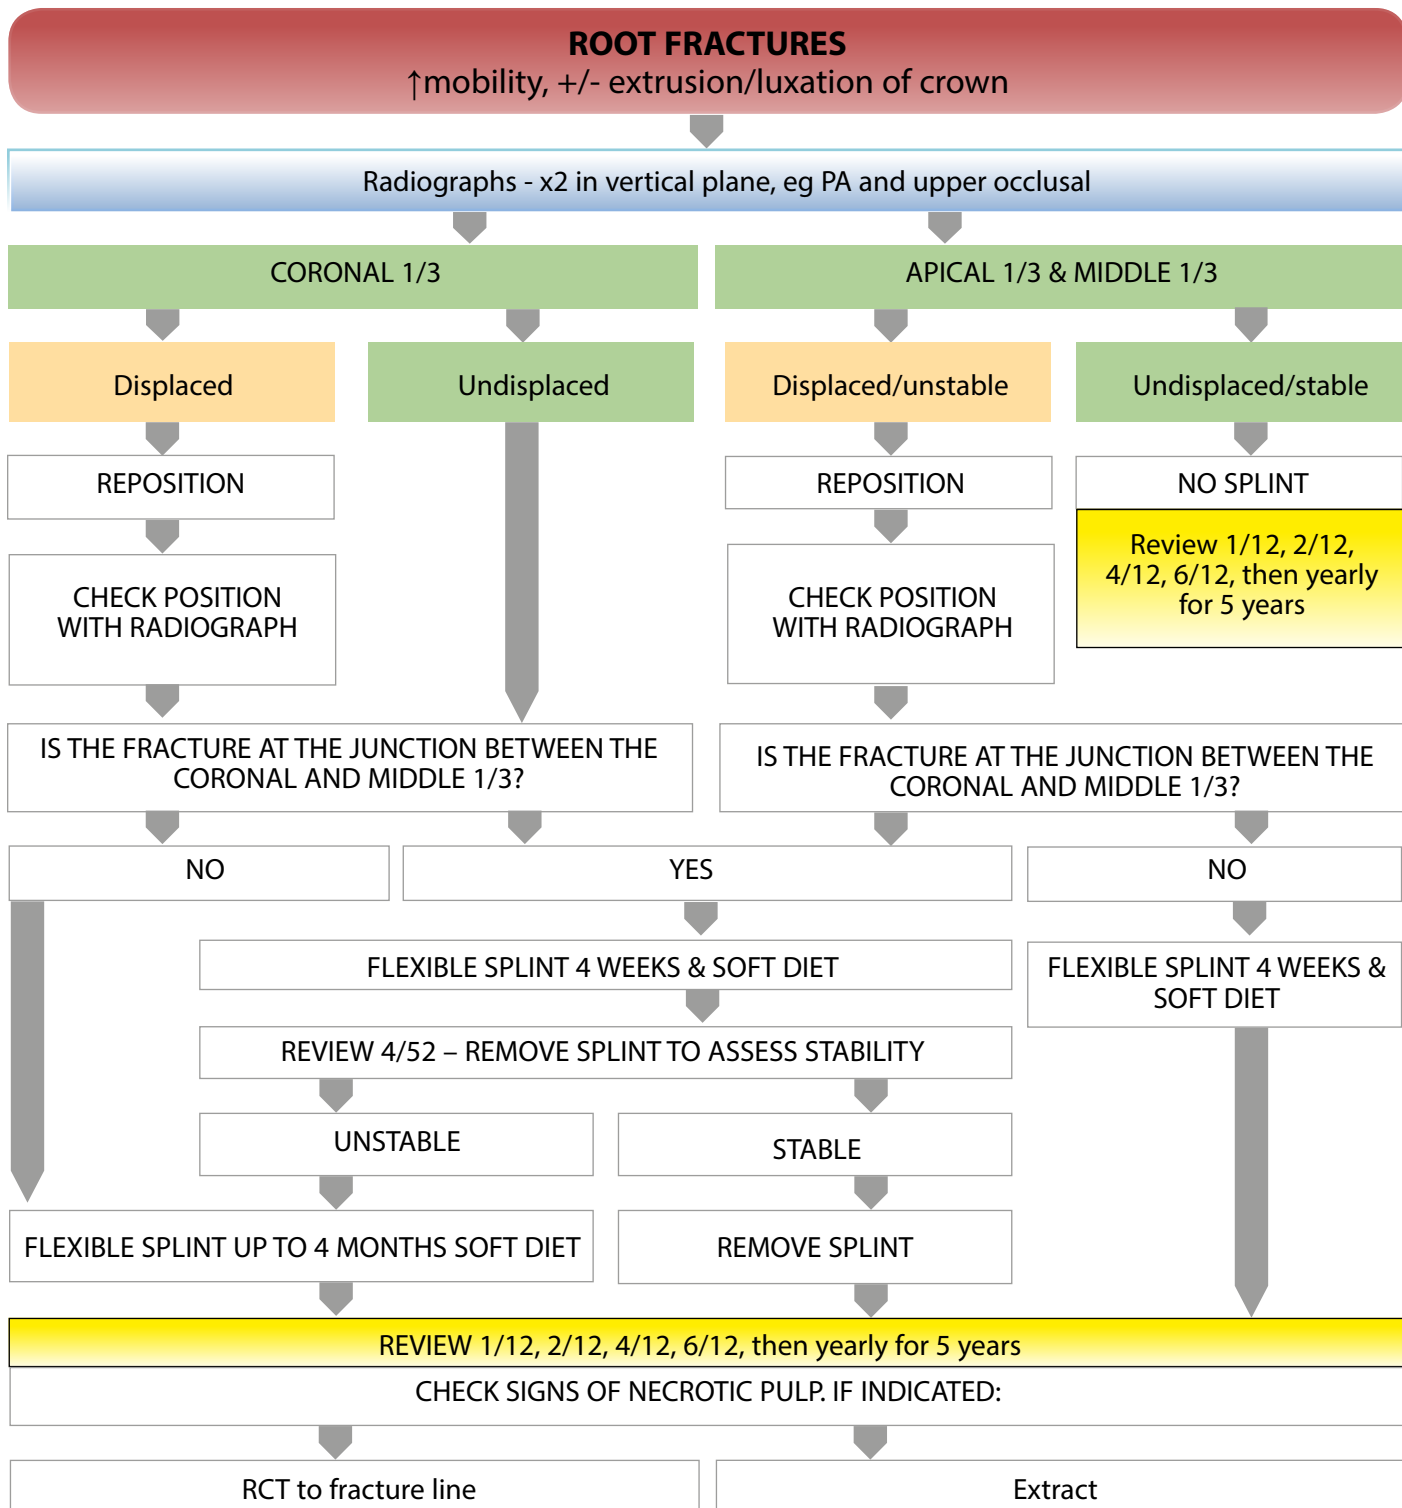 ROOT FRACTURES
↑mobility, +/- extrusion/luxation of crown
Radiographs - x2 in vertical plane, eg PA and upper occlusal
CORONAL 1/3
APICAL 1/3 & MIDDLE 1/3
Displaced
Undisplaced
Displaced/unstable
Undisplaced/stable
REPOSITION
REPOSITION
NO SPLINT
Review 1/12, 2/12,
4/12, 6/12, then yearly
for 5 years
CHECK POSITION
WITH RADIOGRAPH
CHECK POSITION
WITH RADIOGRAPH
IS THE FRACTURE AT THE JUNCTION BETWEEN THE
CORONAL AND MIDDLE 1/3?
IS THE FRACTURE AT THE JUNCTION BETWEEN THE
CORONAL AND MIDDLE 1/3?
NO
YES
NO
FLEXIBLE SPLINT 4 WEEKS & SOFT DIET
FLEXIBLE SPLINT 4 WEEKS &
SOFT DIET
REVIEW 4/52 – REMOVE SPLINT TO ASSESS STABILITY
UNSTABLE
STABLE
FLEXIBLE SPLINT UP TO 4 MONTHS SOFT DIET
REMOVE SPLINT
REVIEW 1/12, 2/12, 4/12, 6/12, then yearly for 5 years
CHECK SIGNS OF NECROTIC PULP. IF INDICATED:
RCT to fracture line
Extract